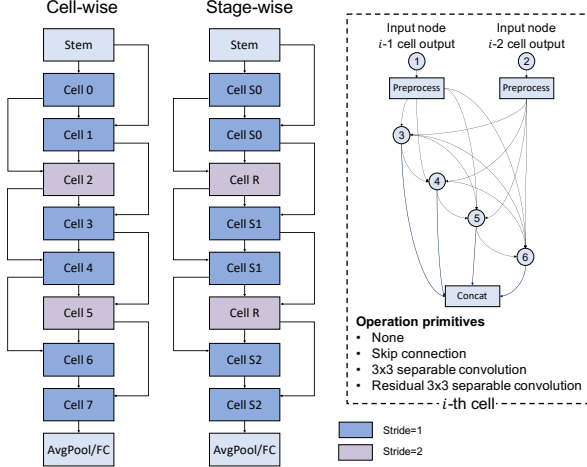 Cell-wise
Stem
Cell 0
Cell 1
Cell 2
Cell 3
Cell 4
Cell 5
Cell 6
Cell 7
AvgPool/FC
Stage-wise
Stem
Cell S0
Cell S0
Cell R
Cell S1
Cell S1
Cell R
Cell S2
Cell S2
AvgPool/FC
Input node
i-1 cell output
1
Preprocess
Input node
i-2 cell output
2
Preprocess
3
4
5
6
Concat
Operation primitives
• None
• Skip connection
• 3x3 separable convolution
• Residual 3x3 separable convolution
i-th cell
Stride=1
Stride=2